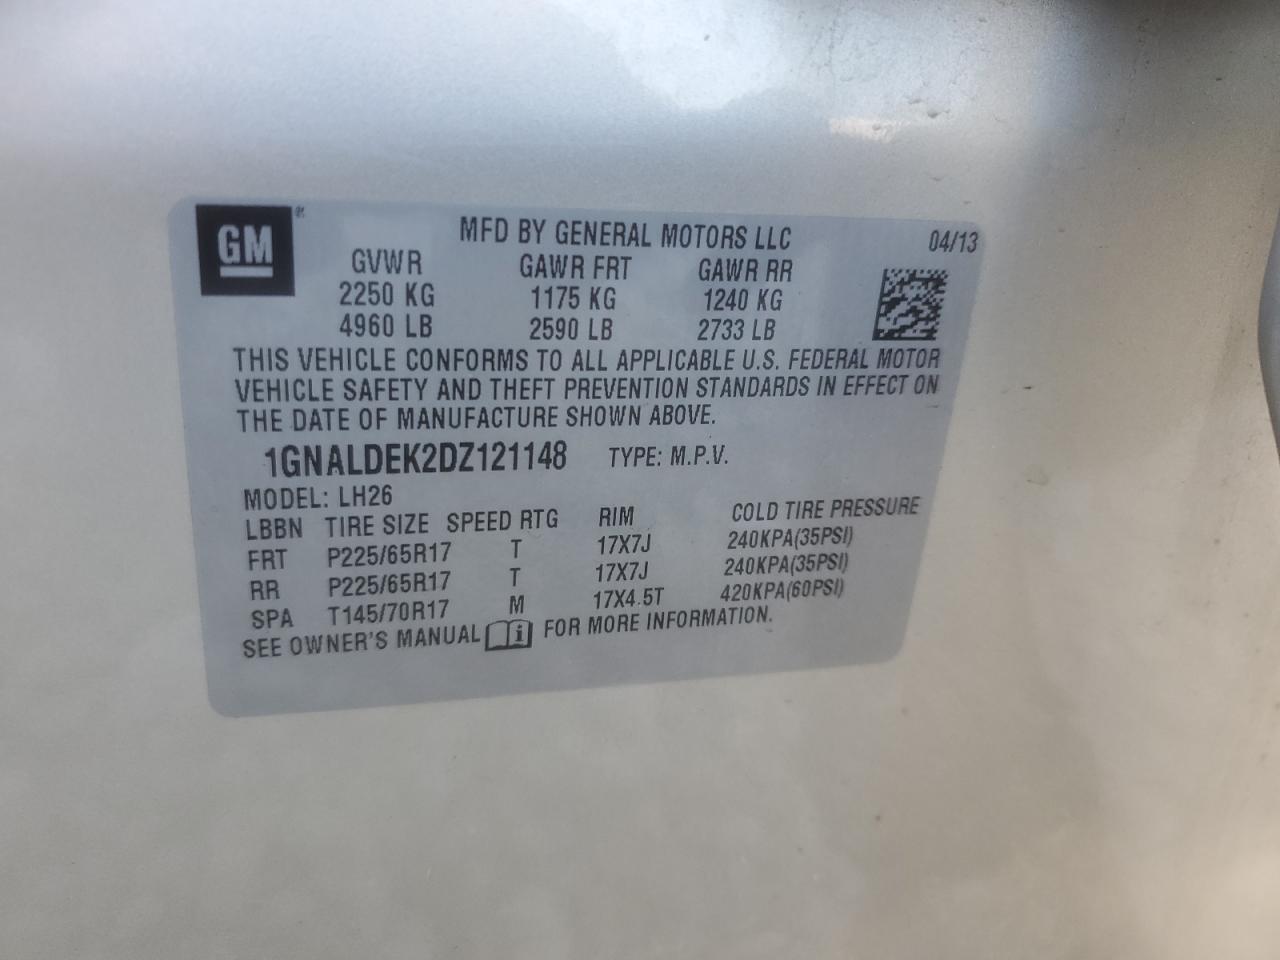 GM®
MFD BY GENERAL MOTORS LLC 04/13
GVWR GAWR FRT GAWR RR
2250 KG 1175 KG 1240 KG
4960 LB 2590 LB 2733 LB
THIS VEHICLE CONFORMS TO ALL APPLICABLE U.S. FEDERAL MOTOR
VEHICLE SAFETY AND THEFT PREVENTION STANDARDS IN EFFECT ON
THE DATE OF MANUFACTURE SHOWN ABOVE.
1GNALDEK2DZ121148 TYPE: M.P.V.
MODEL: LH26
LBBN TIRE SIZE SPEED RTG RIM COLD TIRE PRESSURE
FRT P225/65R17 T 17X7J 240KPA(35PSI)
RR P225/65R17 T 17X7J 240KPA(35PSI)
SPA T145/70R17 M 17X4.5T 420KPA(60PSI)
SEE OWNER'S MANUAL i FOR MORE INFORMATION.